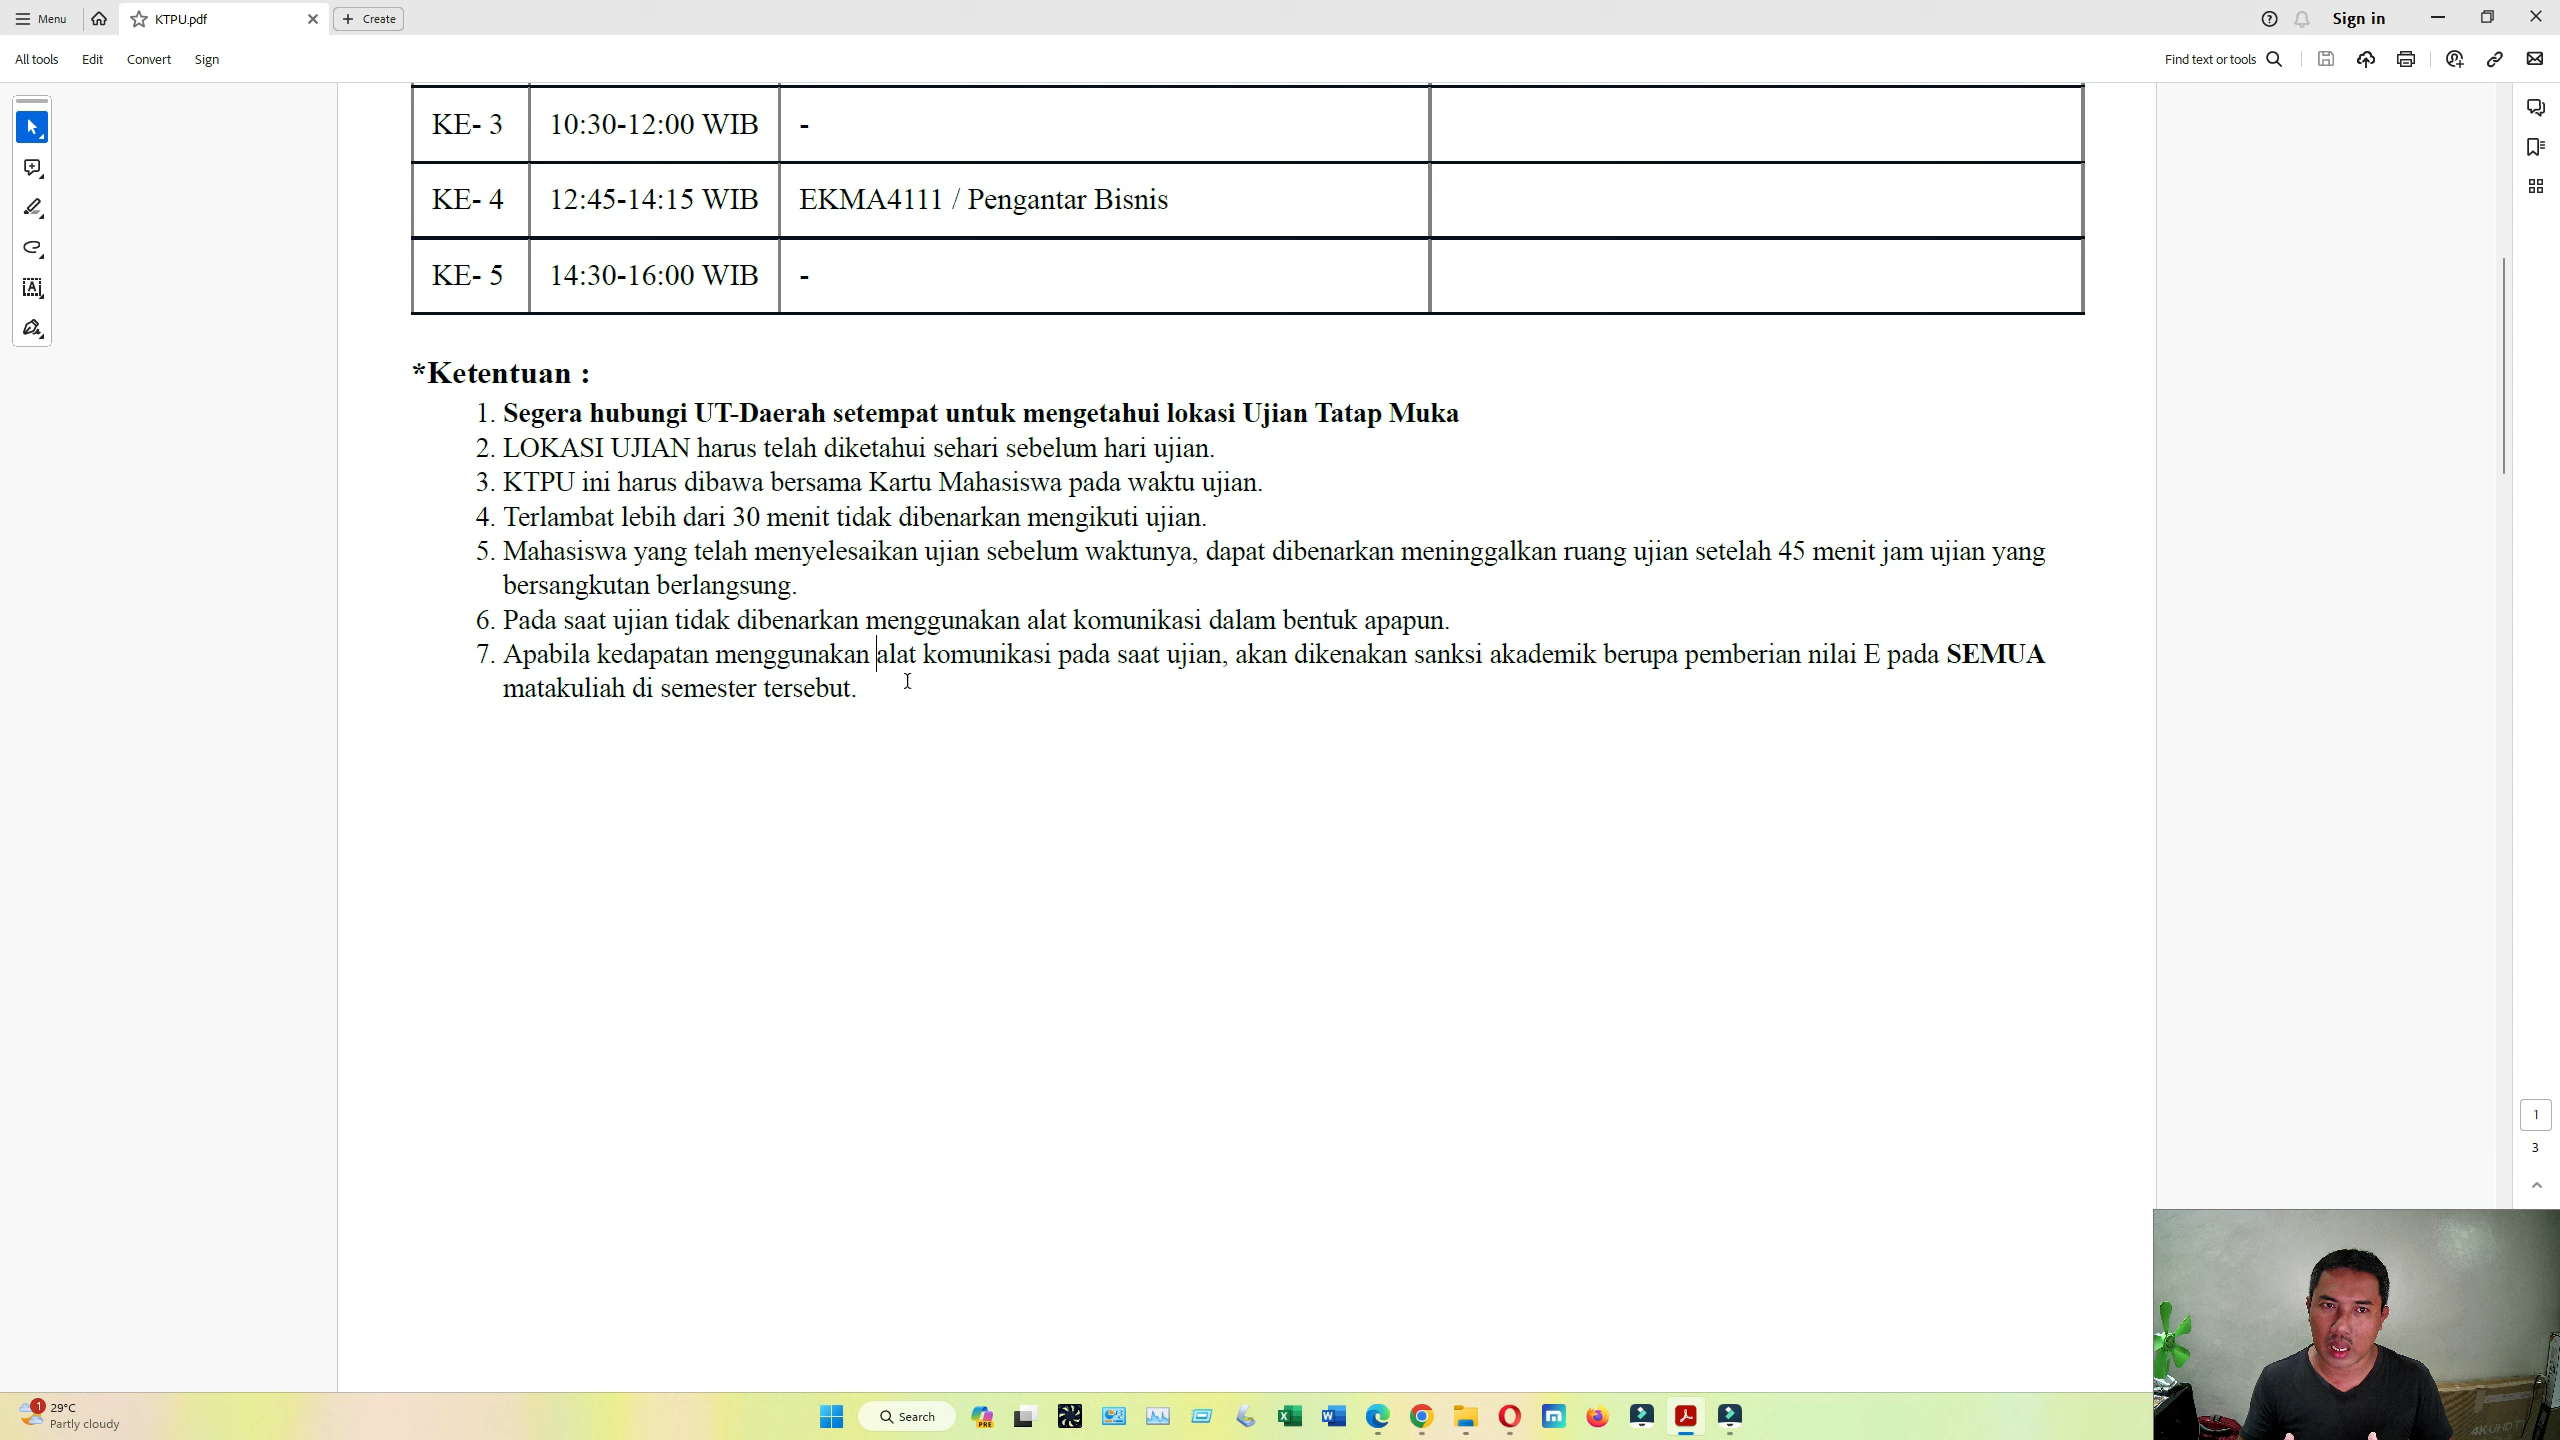 Menu
KTPU.pdf
Create
Sign in
All tools
Edit
Convert
Sign
Find text or tools
KE- 3 10:30-12:00 WIB -
KE- 4 12:45-14:15 WIB EKMA4111 / Pengantar Bisnis
KE- 5 14:30-16:00 WIB -
*Ketentuan :
1. Segera hubungi UT-Daerah setempat untuk mengetahui lokasi Ujian Tatap Muka
2. LOKASI UJIAN harus telah diketahui sehari sebelum hari ujian.
3. KTPU ini harus dibawa bersama Kartu Mahasiswa pada waktu ujian.
4. Terlambat lebih dari 30 menit tidak dibenarkan mengikuti ujian.
5. Mahasiswa yang telah menyelesaikan ujian sebelum waktunya, dapat dibenarkan meninggalkan ruang ujian setelah 45 menit jam ujian yang
bersangkutan berlangsung.
6. Pada saat ujian tidak dibenarkan menggunakan alat komunikasi dalam bentuk apapun.
7. Apabila kedapatan menggunakan alat komunikasi pada saat ujian, akan dikenakan sanksi akademik berupa pemberian nilai E pada SEMUA
matakuliah di semester tersebut.
1
3
1
29°C
Partly cloudy
Search
PRE